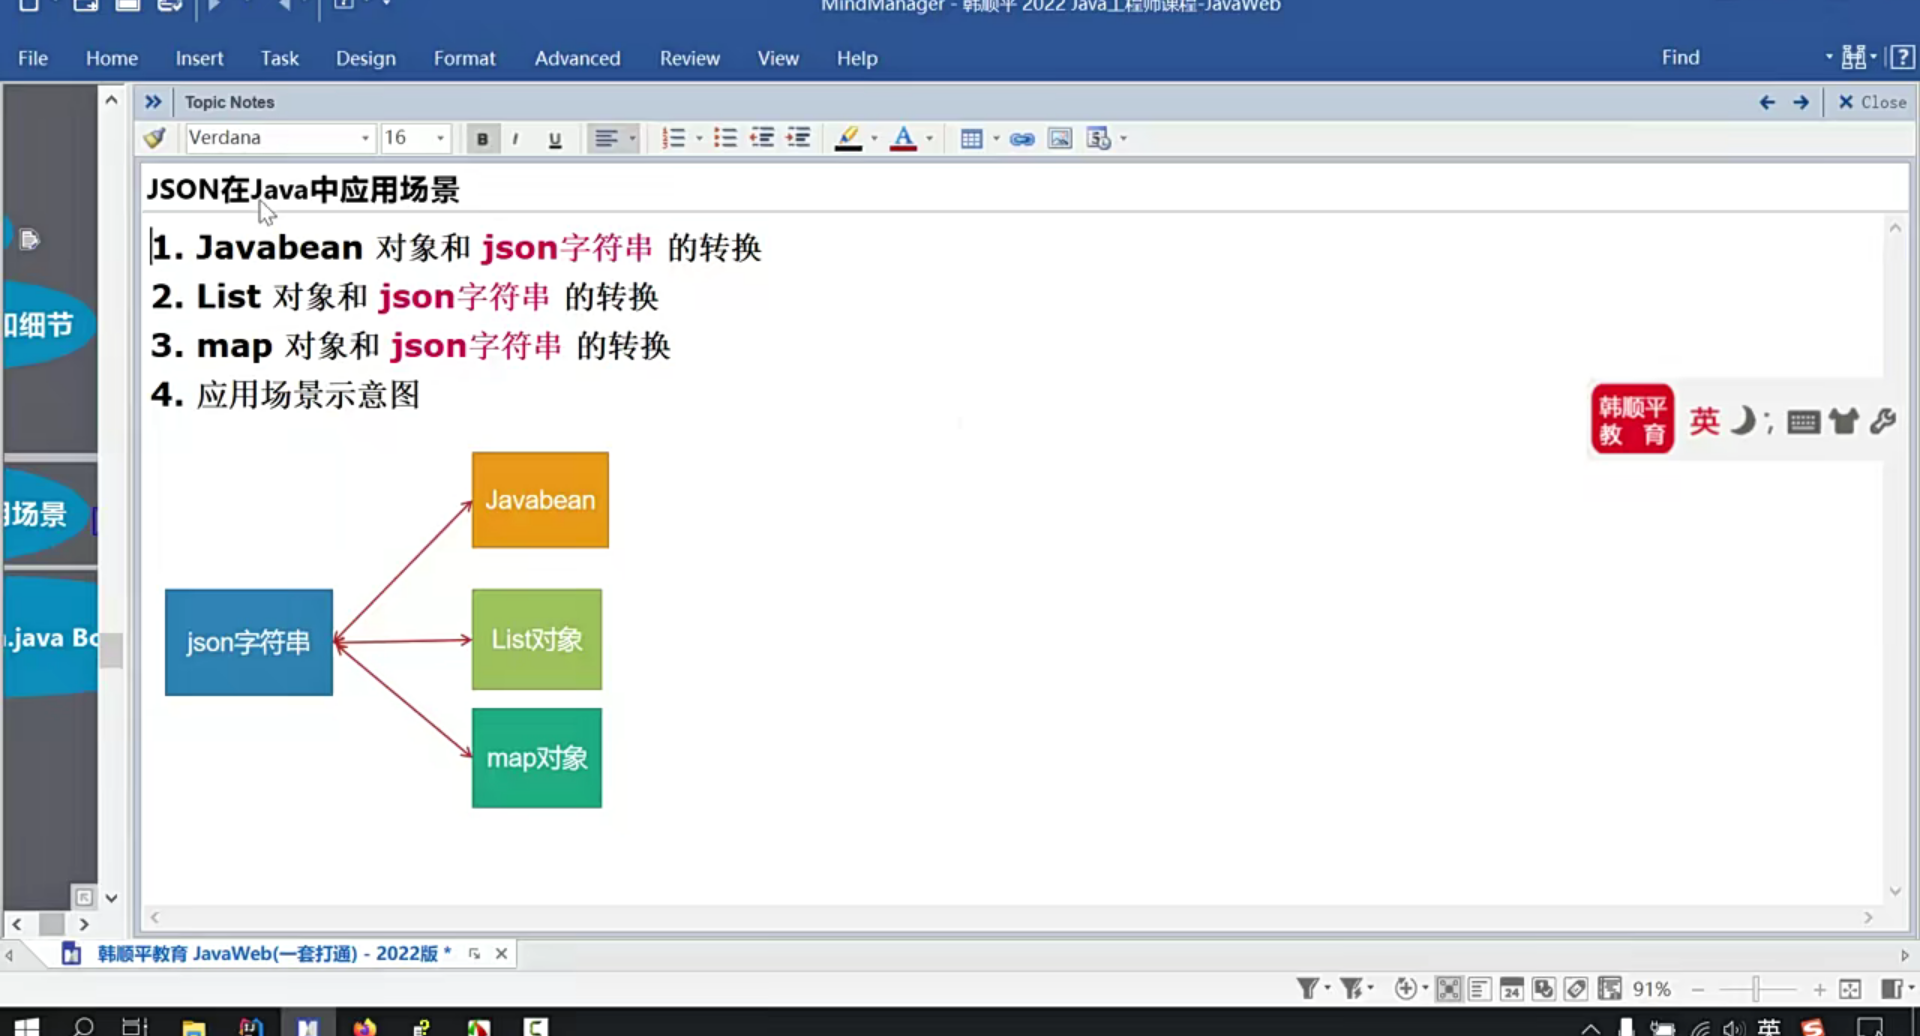 MindManager - 韩顺平 2022 Java工程师课程-JavaWeb
File Home Insert Task Design Format Advanced Review View Help Find
Topic Notes Close
Verdana 16 B I U A
JSON在Java中应用场景
1. Javabean 对象和 json字符串 的转换
2. List 对象和 json字符串 的转换
3. map 对象和 json字符串 的转换
4. 应用场景示意图
和细节
用场景
.java Bo
韩顺平
教 育
英
Javabean
json字符串
List对象
map对象
韩顺平教育 JavaWeb(一套打通) - 2022版 *
24
91%
英